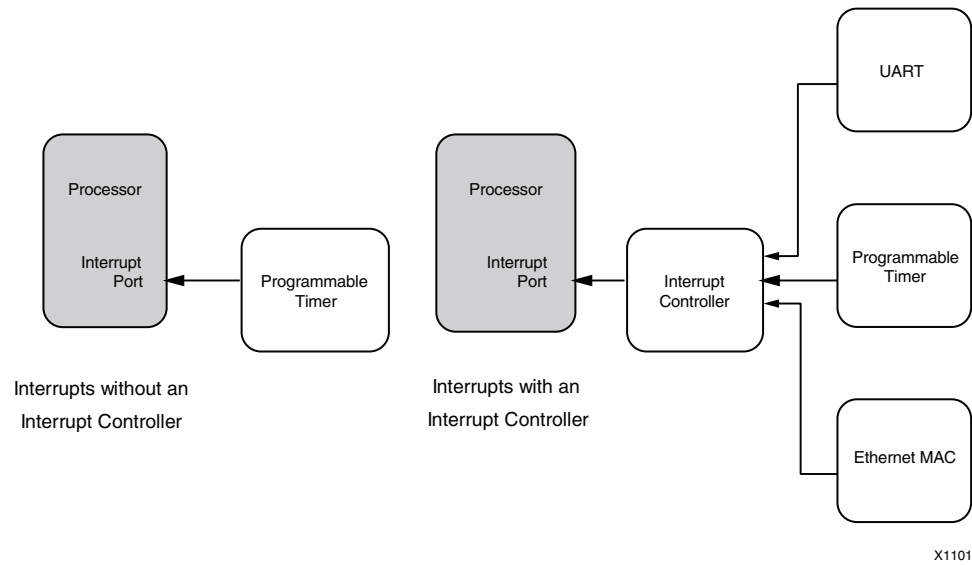 Processor
Interrupt
Port
Programmable
Timer
Interrupts without an
Interrupt Controller
Processor
Interrupt
Port
Interrupt
Controller
UART
Programmable
Timer
Ethernet MAC
Interrupts with an
Interrupt Controller
X1101